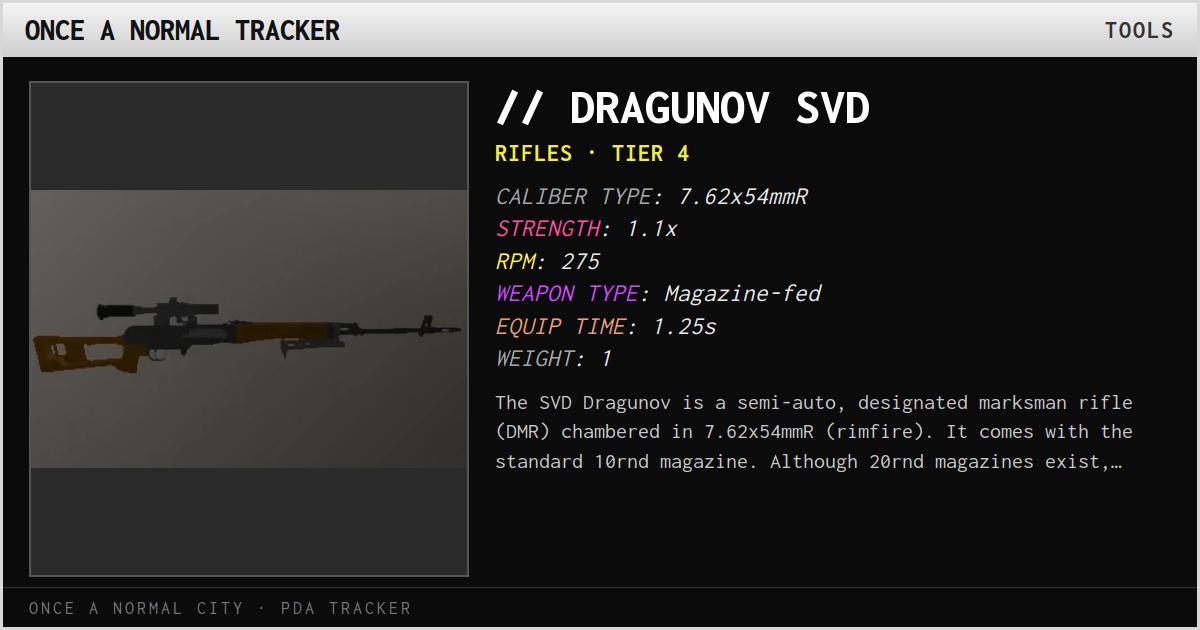 ONCE A NORMAL TRACKER
TOOLS
// DRAGUNOV SVD
RIFLES · TIER 4
CALIBER TYPE: 7.62x54mmR
STRENGTH: 1.1x
RPM: 275
WEAPON TYPE: Magazine-fed
EQUIP TIME: 1.25s
WEIGHT: 1
The SVD Dragunov is a semi-auto, designated marksman rifle
(DMR) chambered in 7.62x54mmR (rimfire). It comes with the
standard 10rnd magazine. Although 20rnd magazines exist,…
ONCE A NORMAL CITY · PDA TRACKER